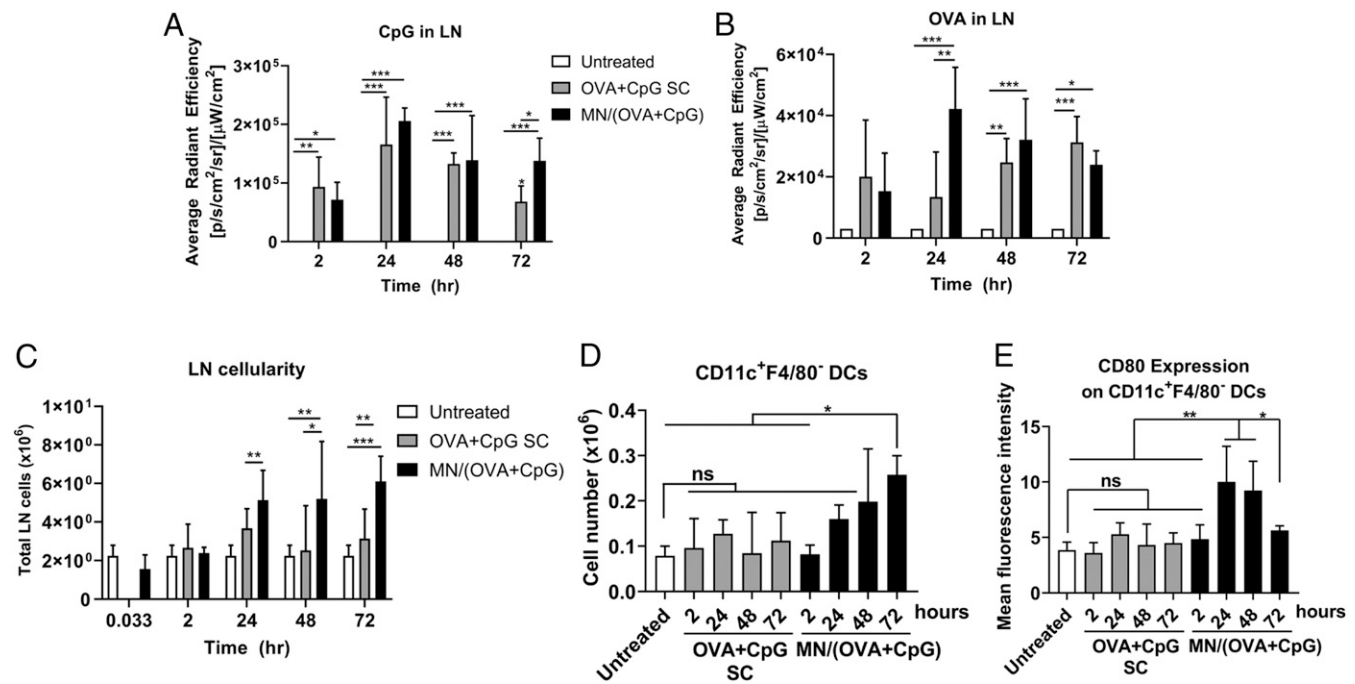 A
CpG in LN
Average Radiant Efficiency
[p/s/cm²/sr]/[μW/cm²]
3×10⁵
2×10⁵
1×10⁵
0
* ** *** *** *** *** * *** *
2 24 48 72
Time (hr)
Untreated
OVA+CpG SC
MN/(OVA+CpG)
B
OVA in LN
Average Radiant Efficiency
[p/s/cm²/sr]/[μW/cm²]
6×10⁴
4×10⁴
2×10⁴
0
*** ** *** ** * ***
2 24 48 72
Time (hr)
C
LN cellularity
Total LN cells (x10⁶)
1×10¹
8×10⁰
6×10⁰
4×10⁰
2×10⁰
0
** ** * ** ***
0.033 2 24 48 72
Time (hr)
Untreated
OVA+CpG SC
MN/(OVA+CpG)
D
CD11c⁺F4/80⁻ DCs
Cell number (x10⁶)
0.4
0.3
0.2
0.1
0.0
*
ns
Untreated
2 24 48 72 2 24 48 72 hours
OVA+CpG
SC
MN/(OVA+CpG)
E
CD80 Expression
on CD11c⁺F4/80⁻ DCs
Mean fluorescence intensity
15
10
5
0
** *
ns
Untreated
2 24 48 72 2 24 48 72 hours
OVA+CpG
SC
MN/(OVA+CpG)